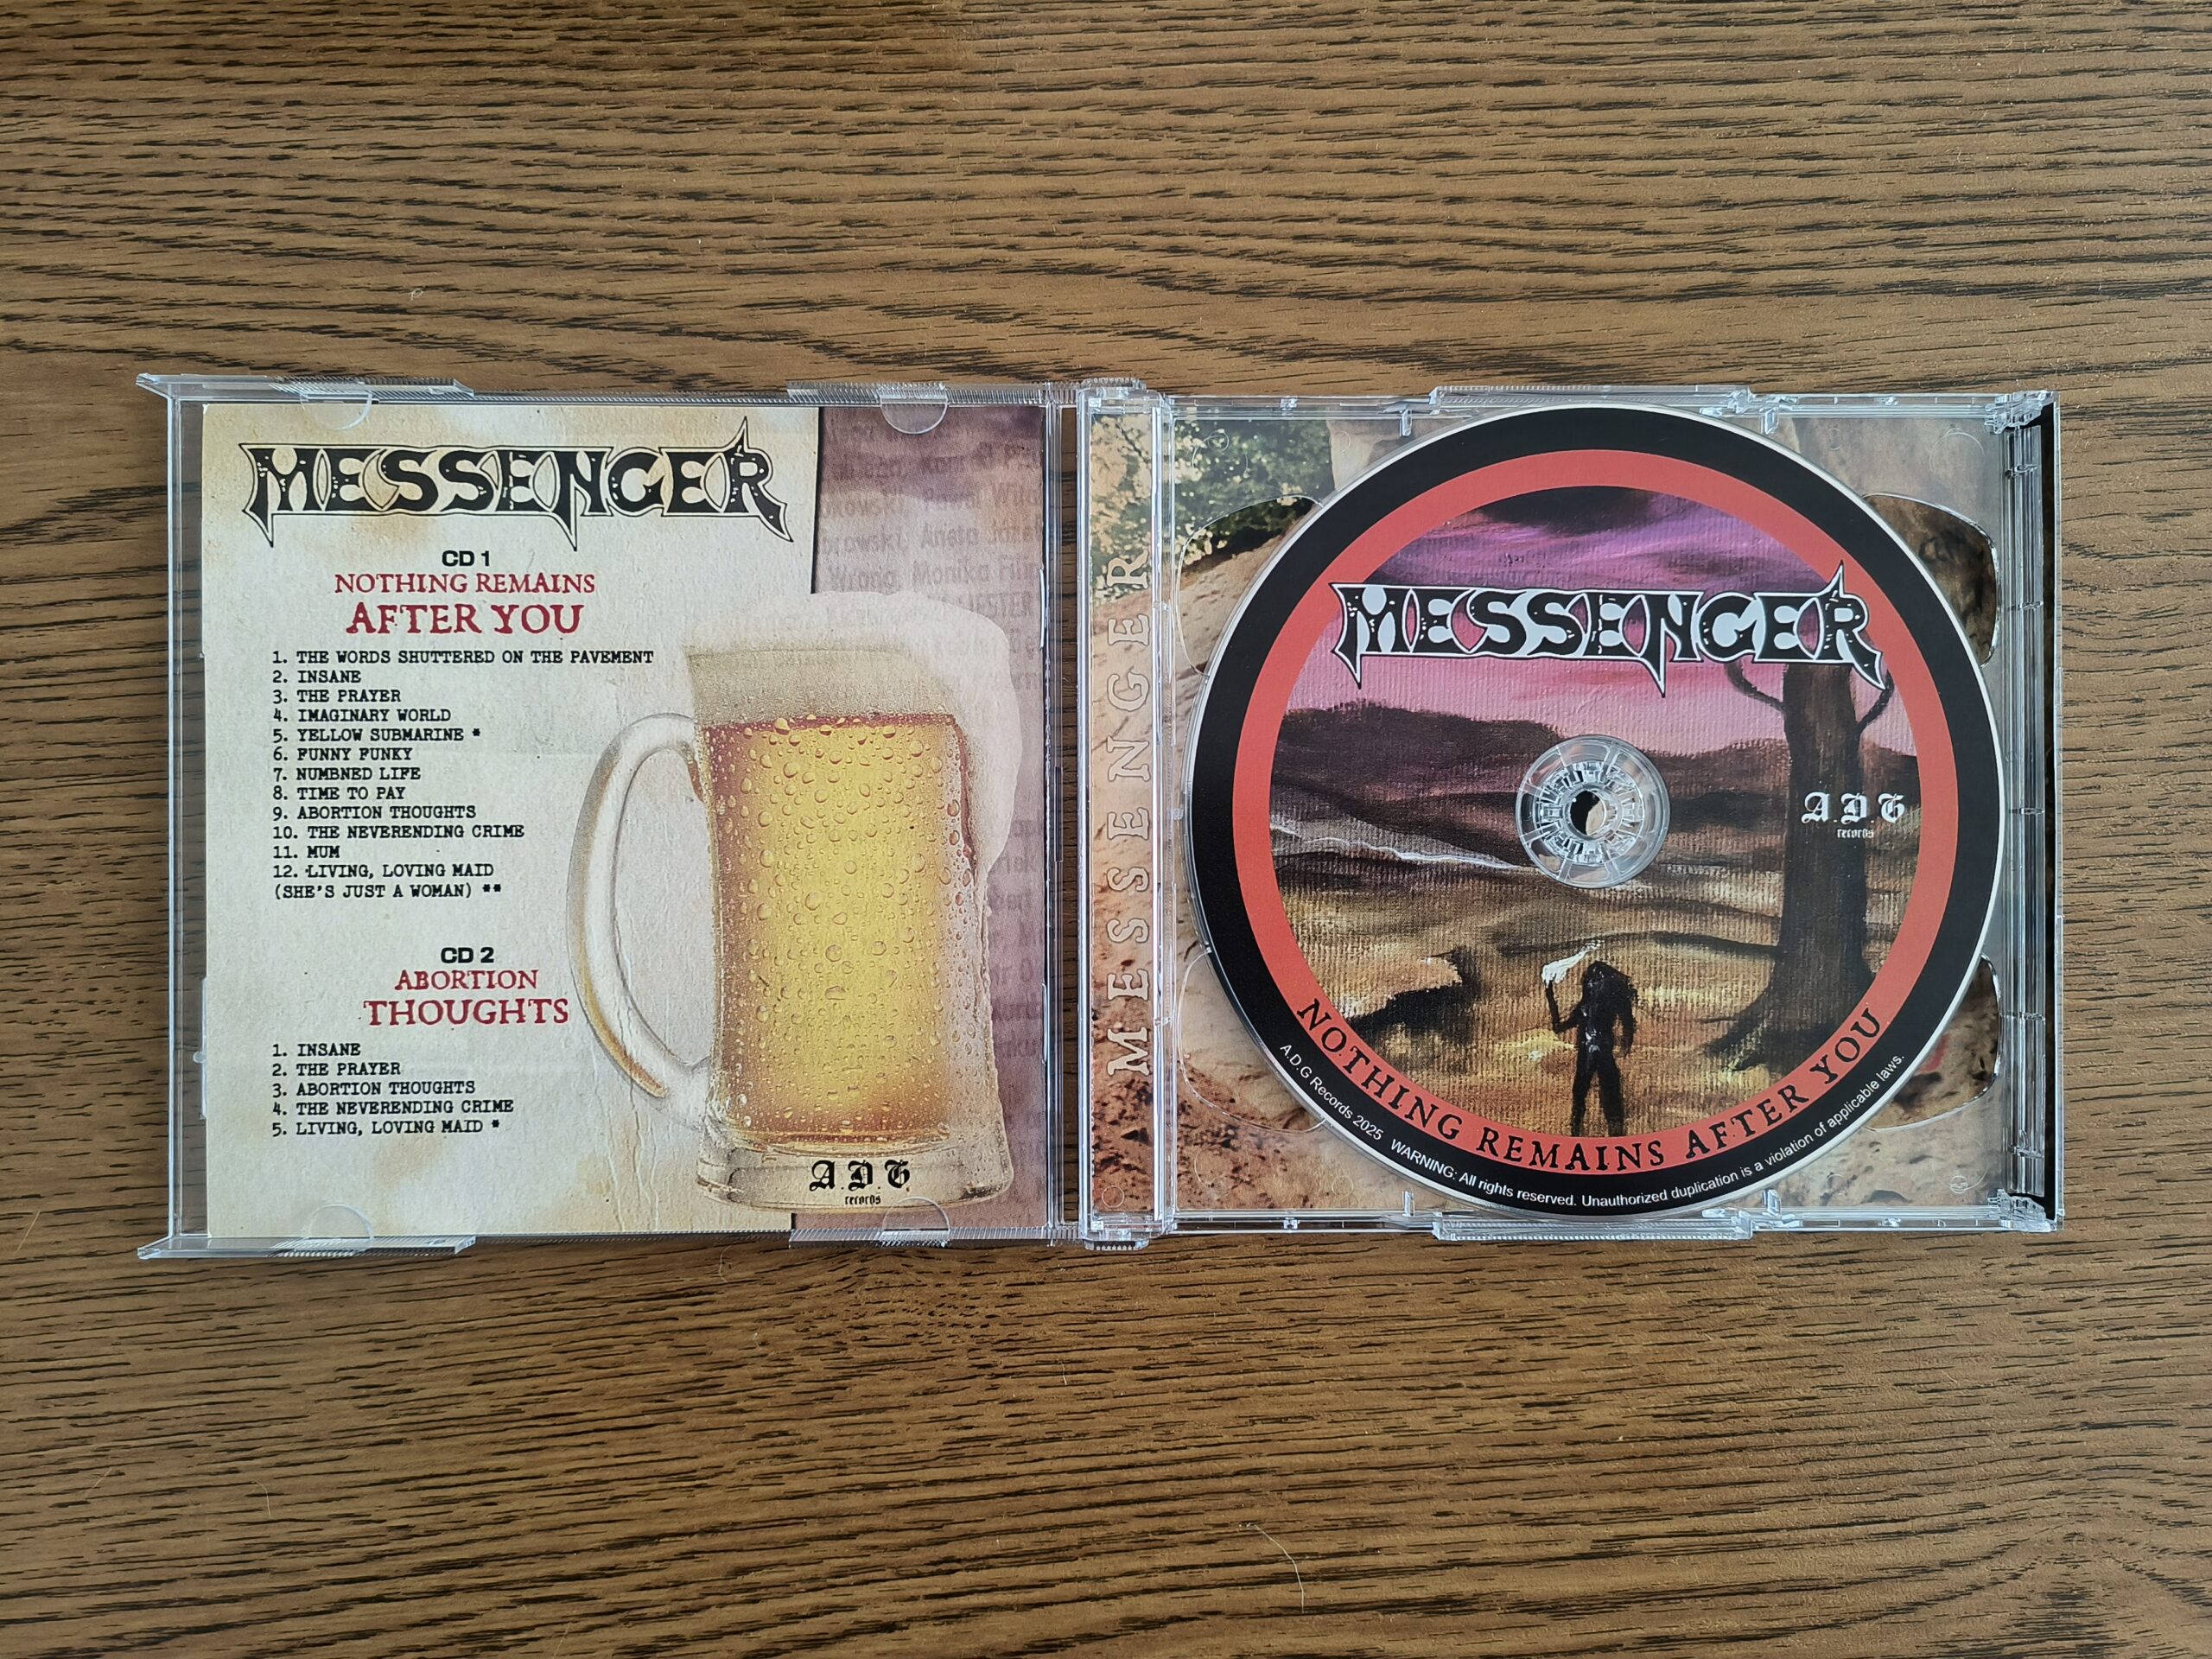 MESSENGER
CD 1
NOTHING REMAINS
AFTER YOU
1. THE WORDS SHUTTERED ON THE PAVEMENT
2. INSANE
3. THE PRAYER
4. IMAGINARY WORLD
5. YELLOW SUBMARINE *
6. FUNNY FUNKY
7. NUMBNED LIFE
8. TIME TO PAY
9. ABORTION THOUGHTS
10. THE NEVERENDING CRIME
11. MUM
12. LIVING, LOVING MAID
(SHE'S JUST A WOMAN) **
CD 2
ABORTION
THOUGHTS
1. INSANE
2. THE PRAYER
3. ABORTION THOUGHTS
4. THE NEVERENDING CRIME
5. LIVING, LOVING MAID *
A.D.G
records
Aneta
Monika
MESSENGER
MESSENGER
A.D.G
records
NOTHING REMAINS AFTER YOU
A.D.G Records 2025 WARNING: All rights reserved. Unauthorized duplication is a violation of applicable laws.